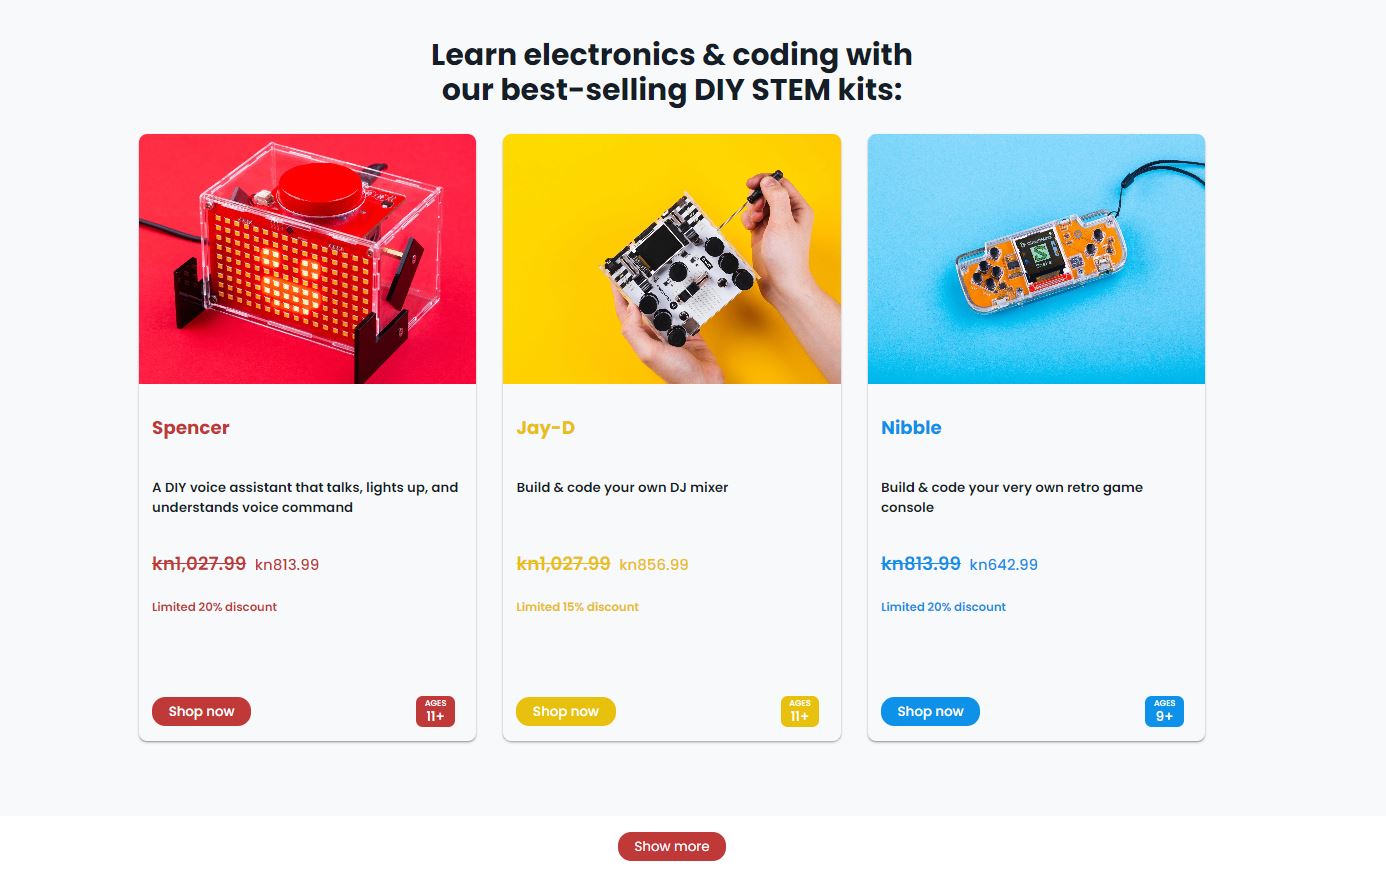 Learn electronics & coding with
our best-selling DIY STEM kits:
Spencer
A DIY voice assistant that talks, lights up, and
understands voice command
kn1,027.99 kn813.99
Limited 20% discount
Shop now
AGES
11+
Jay-D
Build & code your own DJ mixer
kn1,027.99 kn856.99
Limited 15% discount
Shop now
AGES
11+
Nibble
Build & code your very own retro game
console
kn813.99 kn642.99
Limited 20% discount
Shop now
AGES
9+
Show more